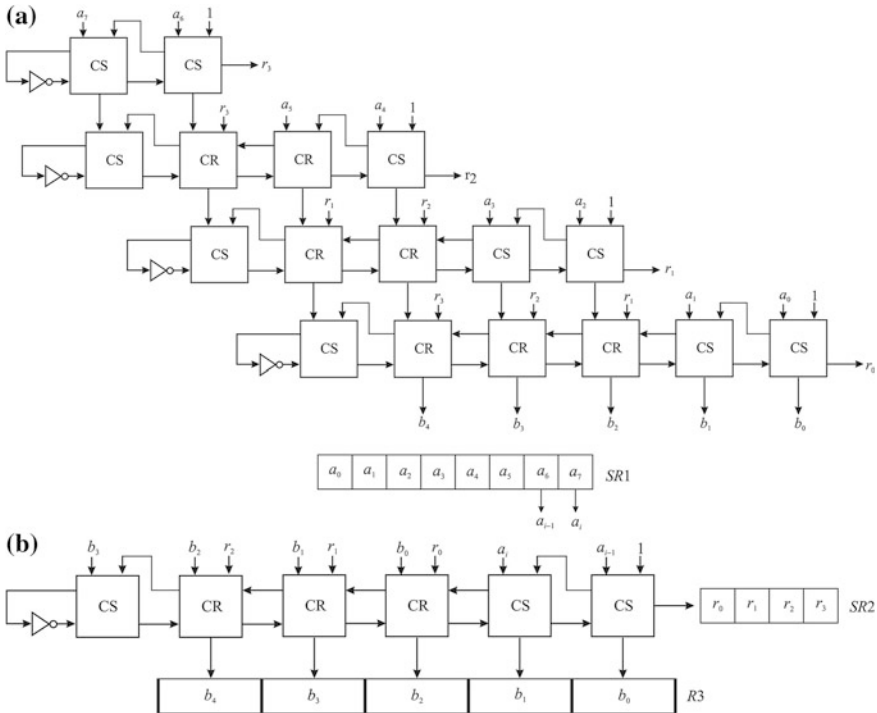 (a)
a₇ a₆ 1
CS CS r₃
r₃ a₅ a₄ 1
CS CR CR CS r2
r₁ r₂ a₃ a₂ 1
CS CR CR CS CS r₁
r₃ r₂ r₁ a₁ a₀ 1
CS CR CR CR CS CS r₀
b₄ b₃ b₂ b₁ b₀
a₀ a₁ a₂ a₃ a₄ a₅ a₆ a₇ SR1
aᵢ₋₁ aᵢ
(b)
b₃ b₂ r₂ b₁ r₁ b₀ r₀ aᵢ aᵢ₋₁ 1
CS CR CR CR CS CS r₀ r₁ r₂ r₃ SR2
b₄ b₃ b₂ b₁ b₀ R3